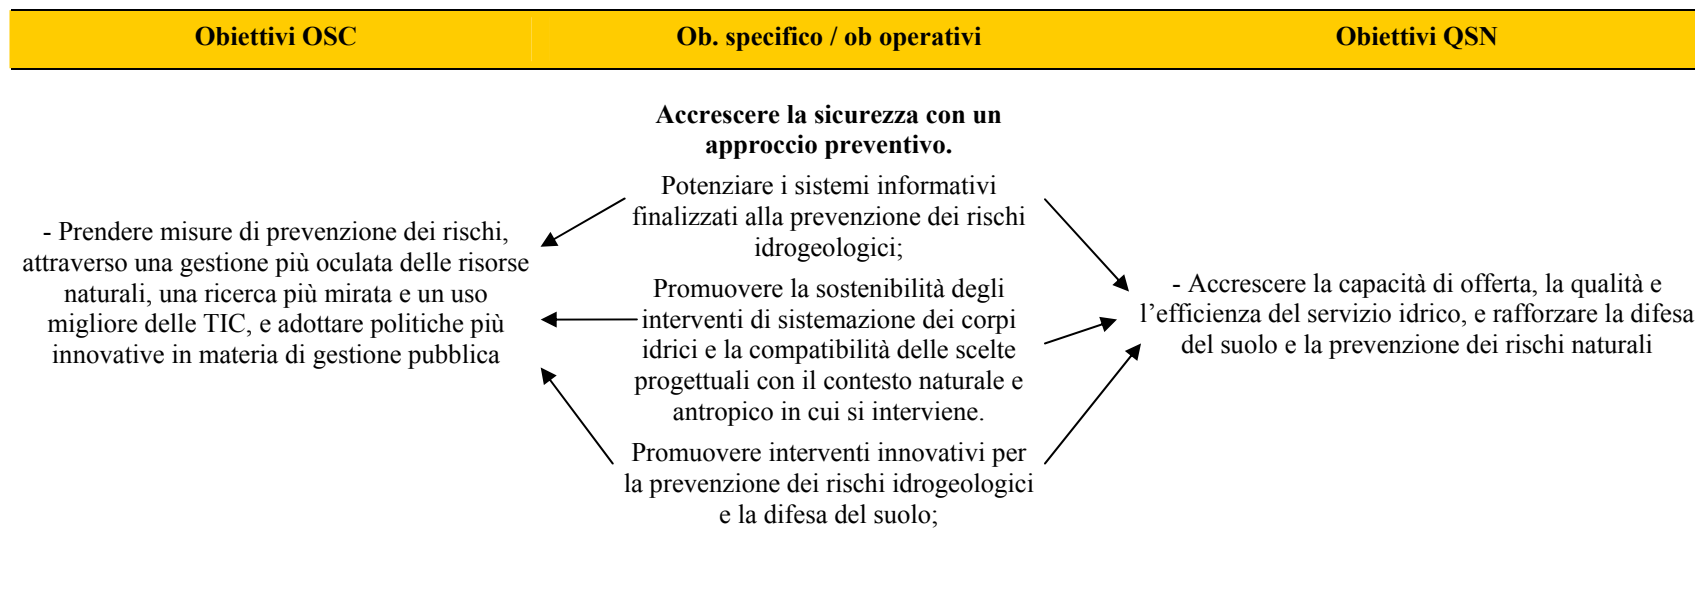 Obiettivi OSC
Ob. specifico / ob operativi
Obiettivi QSN
- Prendere misure di prevenzione dei rischi,
attraverso una gestione più oculata delle risorse
naturali, una ricerca più mirata e un uso
migliore delle TIC, e adottare politiche più
innovative in materia di gestione pubblica
Accrescere la sicurezza con un
approccio preventivo.
Potenziare i sistemi informativi
finalizzati alla prevenzione dei rischi
idrogeologici;
Promuovere la sostenibilità degli
interventi di sistemazione dei corpi
idrici e la compatibilità delle scelte
progettuali con il contesto naturale e
antropico in cui si interviene.
Promuovere interventi innovativi per
la prevenzione dei rischi idrogeologici
e la difesa del suolo;
- Accrescere la capacità di offerta, la qualità e
l’efficienza del servizio idrico, e rafforzare la difesa
del suolo e la prevenzione dei rischi naturali